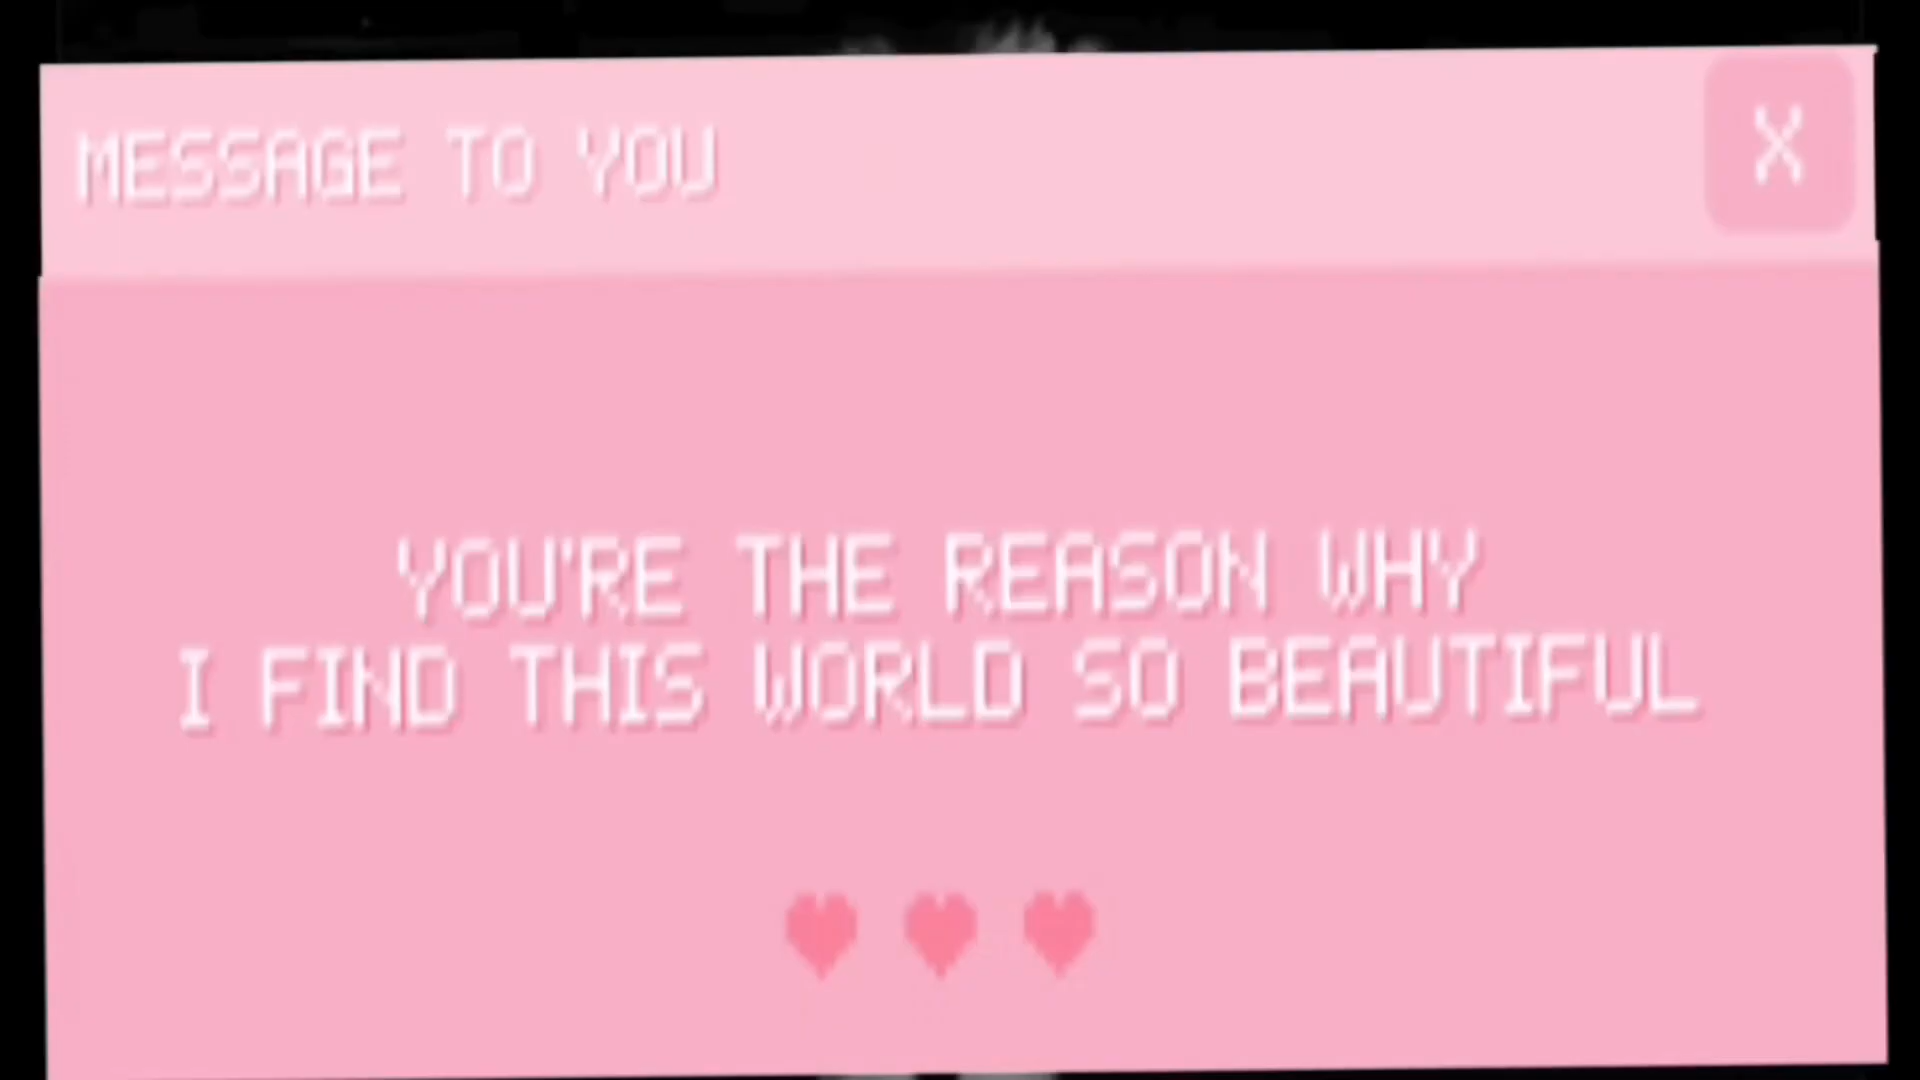 MESSAGE TO YOU
X
YOU'RE THE REASON WHY
I FIND THIS WORLD SO BEAUTIFUL